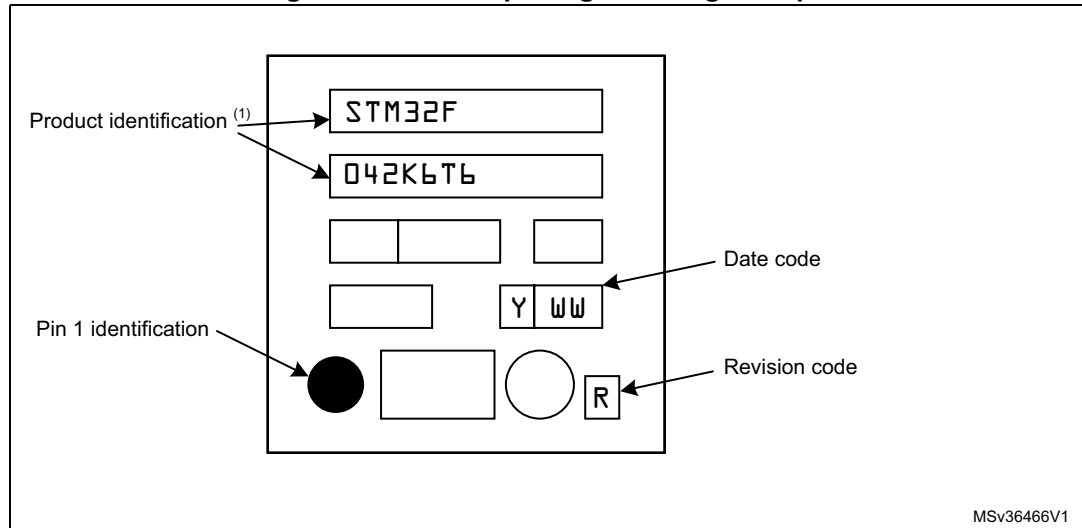 Product identification (1)
STM32F
042K6T6
Date code
Y WW
Pin 1 identification
Revision code
R
MSv36466V1